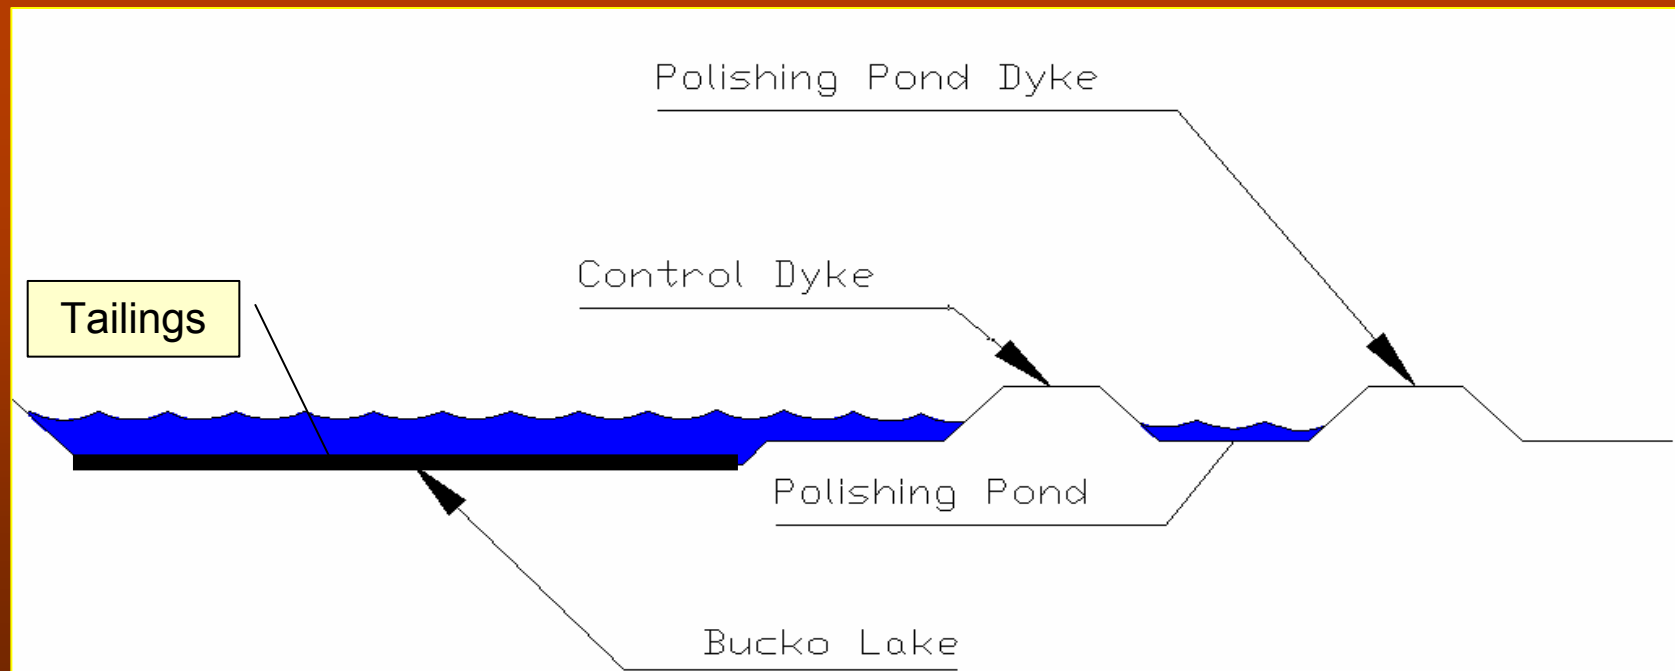 Polishing Pond Dyke
Control Dyke
Tailings
Polishing Pond
Bucko Lake